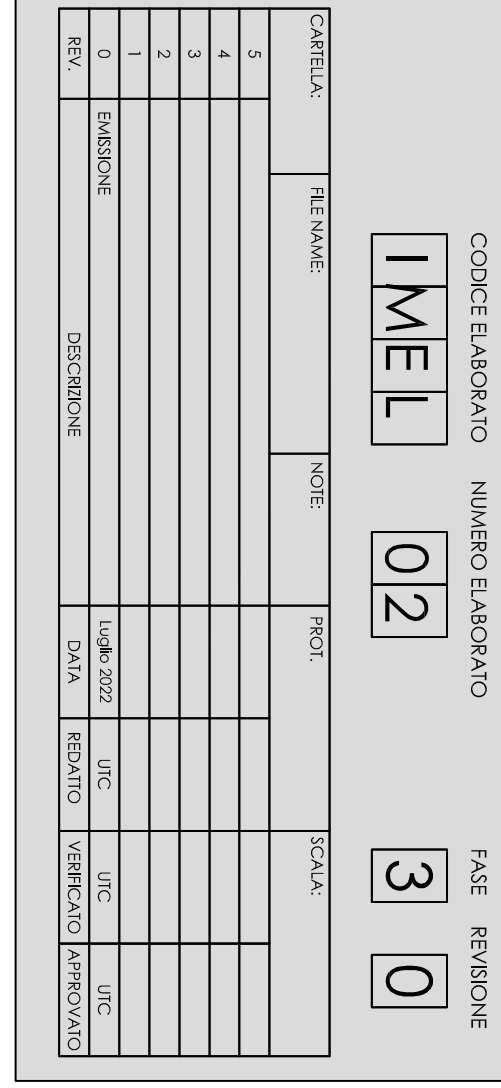 CODICE ELABORATO NUMERO ELABORATO FASE REVISIONE
I M E L 0 2 3 0
CARTELLA: FILE NAME: NOTE: PROT. SCALA:
5
4
3
2
1
0 EMISSIONE Luglio 2022 UTC UTC UTC
REV. DESCRIZIONE DATA REDATTO VERIFICATO APPROVATO